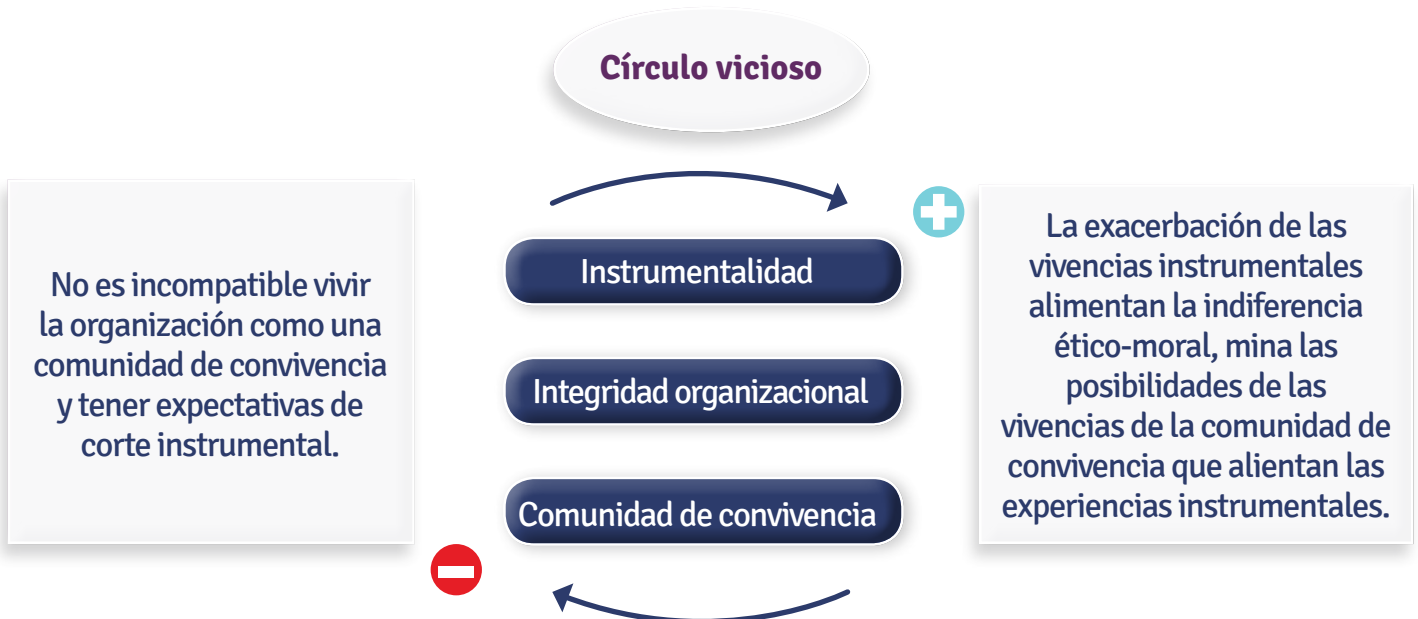 Círculo vicioso
No es incompatible vivir
la organización como una
comunidad de convivencia
y tener expectativas de
corte instrumental.
Instrumentalidad
Integridad organizacional
Comunidad de convivencia
La exacerbación de las
vivencias instrumentales
alimentan la indiferencia
ético-moral, mina las
posibilidades de las
vivencias de la comunidad de
convivencia que alientan las
experiencias instrumentales.